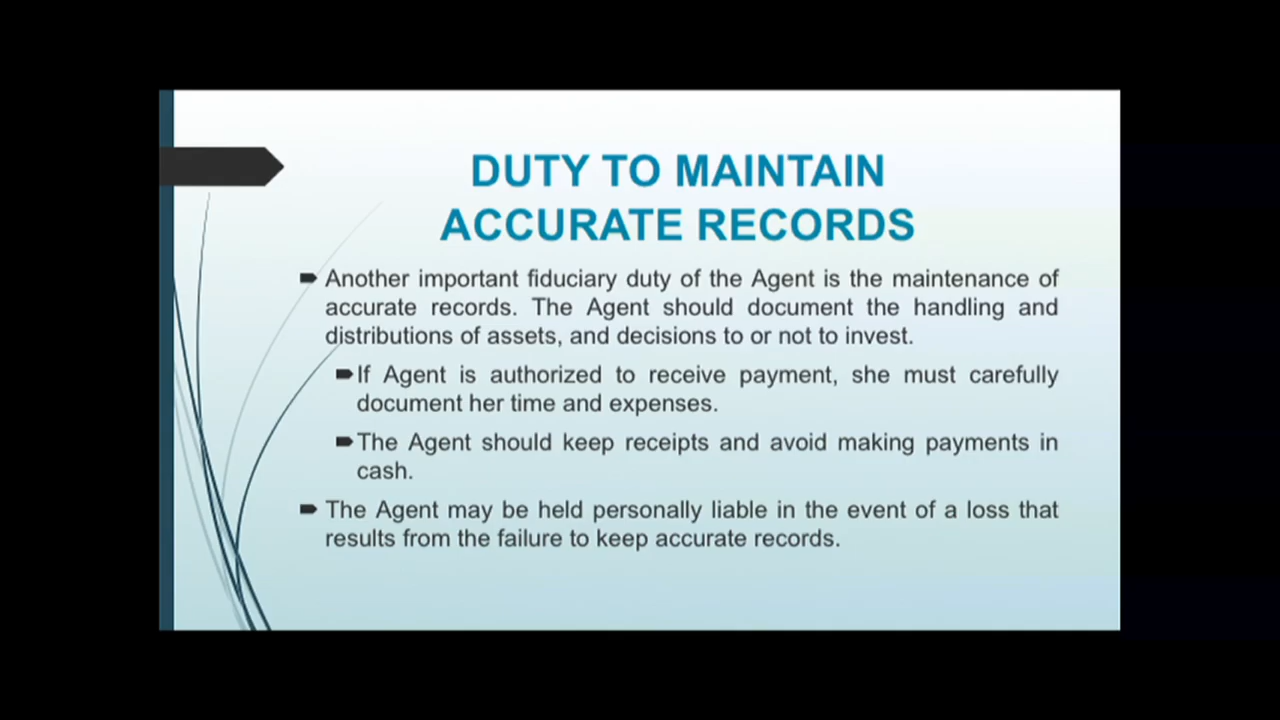 DUTY TO MAINTAIN
ACCURATE RECORDS
Another important fiduciary duty of the Agent is the maintenance of
accurate records. The Agent should document the handling and
distributions of assets, and decisions to or not to invest.
If Agent is authorized to receive payment, she must carefully
document her time and expenses.
The Agent should keep receipts and avoid making payments in
cash.
The Agent may be held personally liable in the event of a loss that
results from the failure to keep accurate records.